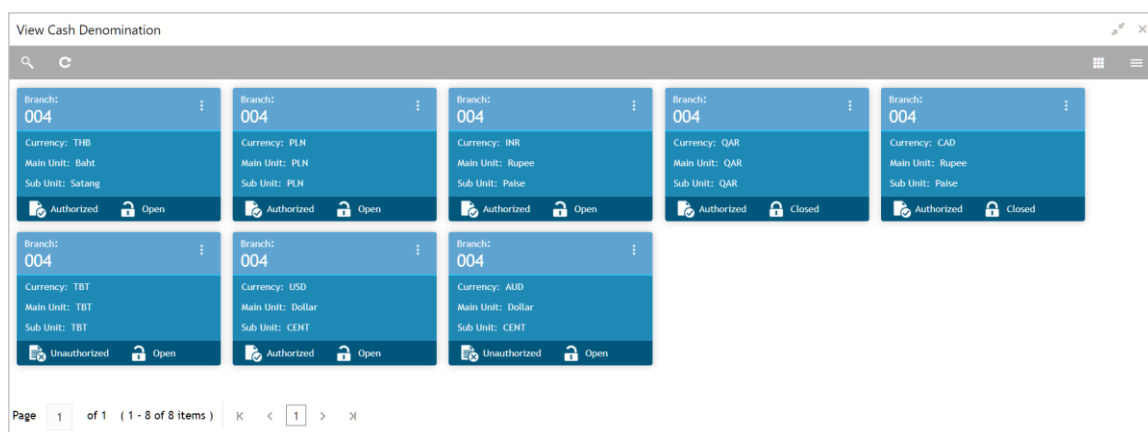 View Cash Denomination
Branch:
004
Currency: THB
Main Unit: Baht
Sub Unit: Satang
Authorized Open
Branch:
004
Currency: PLN
Main Unit: PLN
Sub Unit: PLN
Authorized Open
Branch:
004
Currency: INR
Main Unit: Rupee
Sub Unit: Paise
Authorized Open
Branch:
004
Currency: QAR
Main Unit: QAR
Sub Unit: QAR
Authorized Closed
Branch:
004
Currency: CAD
Main Unit: Rupee
Sub Unit: Paise
Authorized Closed
Branch:
004
Currency: TBT
Main Unit: TBT
Sub Unit: TBT
Unauthorized Open
Branch:
004
Currency: USD
Main Unit: Dollar
Sub Unit: CENT
Authorized Open
Branch:
004
Currency: AUD
Main Unit: Dollar
Sub Unit: CENT
Unauthorized Open
Page 1 of 1 ( 1 - 8 of 8 items ) 1